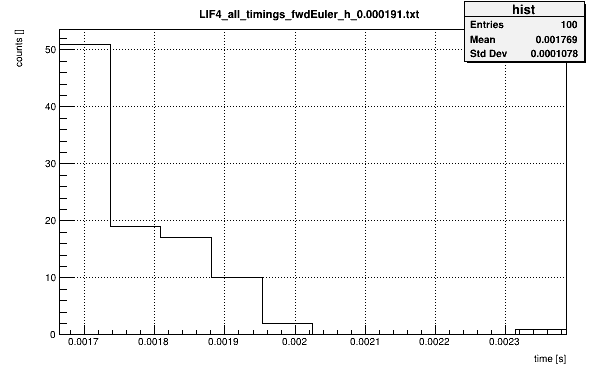 LIF4_all_timings_fwdEuler_h_0.000191.txt
hist
Entries 100
Mean 0.001769
Std Dev 0.0001078
counts []
50
40
30
20
10
0
0.0017 0.0018 0.0019 0.002 0.0021 0.0022 0.0023
time [s]